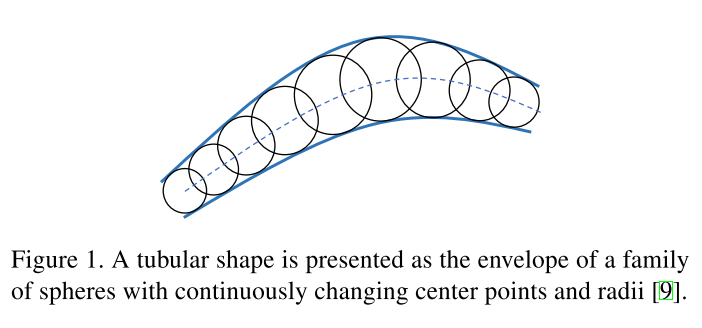 Figure 1. A tubular shape is presented as the envelope of a family
of spheres with continuously changing center points and radii [9].